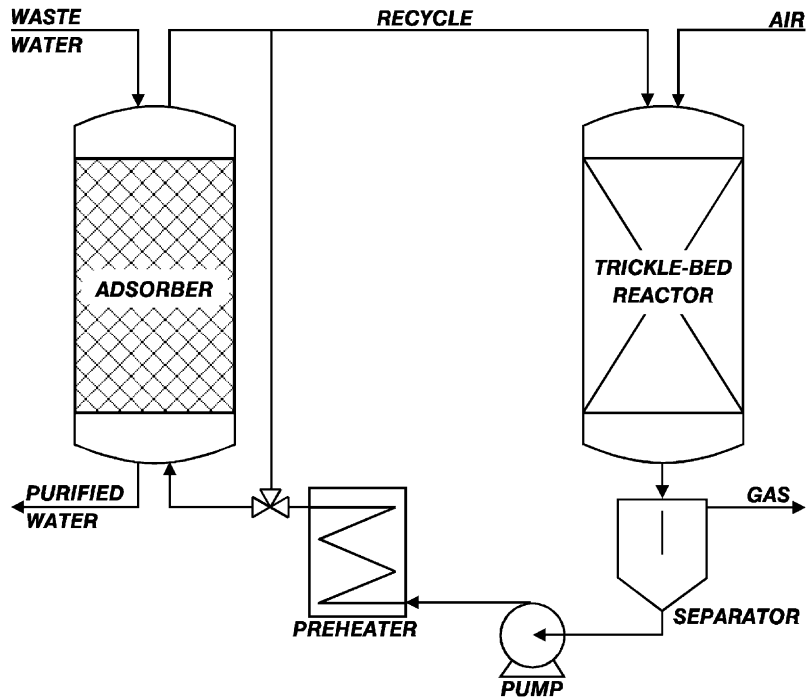 WASTE
WATER
RECYCLE
AIR
ADSORBER
TRICKLE-BED
REACTOR
PURIFIED
WATER
GAS
SEPARATOR
PREHEATER
PUMP